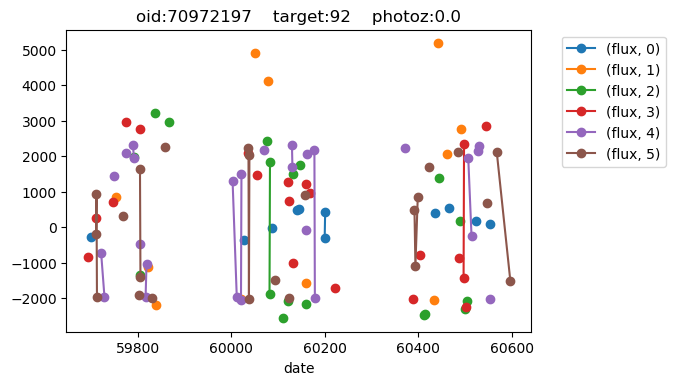 oid:70972197    target:92    photoz:0.0
5000
4000
3000
2000
1000
0
−1000
−2000
59800
60000
60200
60400
60600
date
(flux, 0)
(flux, 1)
(flux, 2)
(flux, 3)
(flux, 4)
(flux, 5)